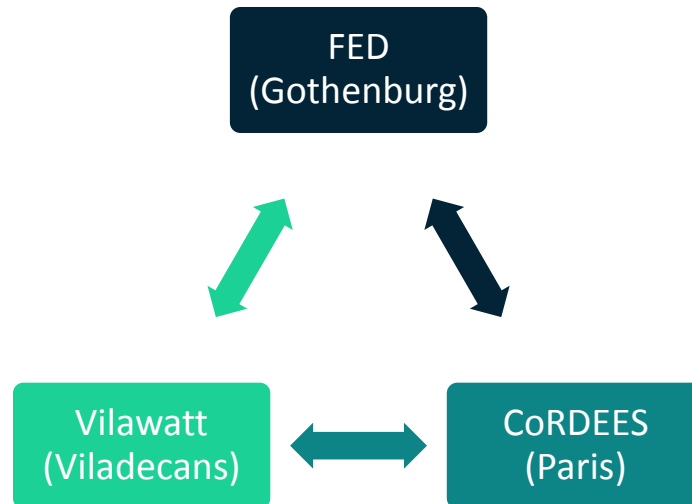 FED
(Gothenburg)
Vilawatt
(Viladecans)
CoRDEES
(Paris)